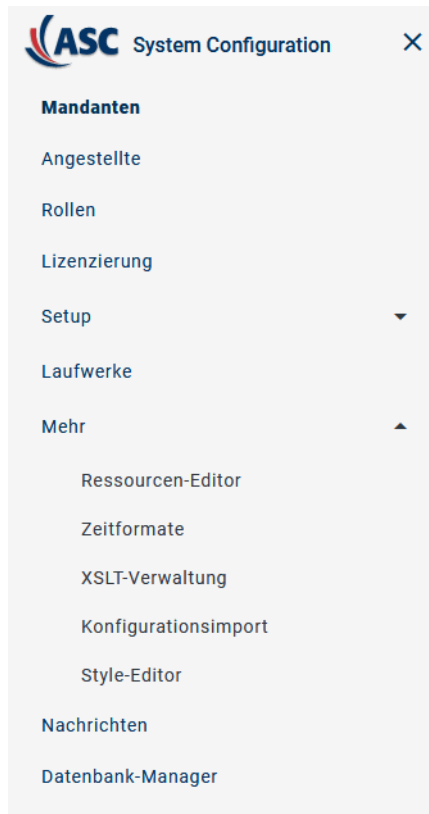 ASC System Configuration
Mandanten
Angestellte
Rollen
Lizenzierung
Setup
Laufwerke
Mehr
Ressourcen-Editor
Zeitformate
XSLT-Verwaltung
Konfigurationsimport
Style-Editor
Nachrichten
Datenbank-Manager